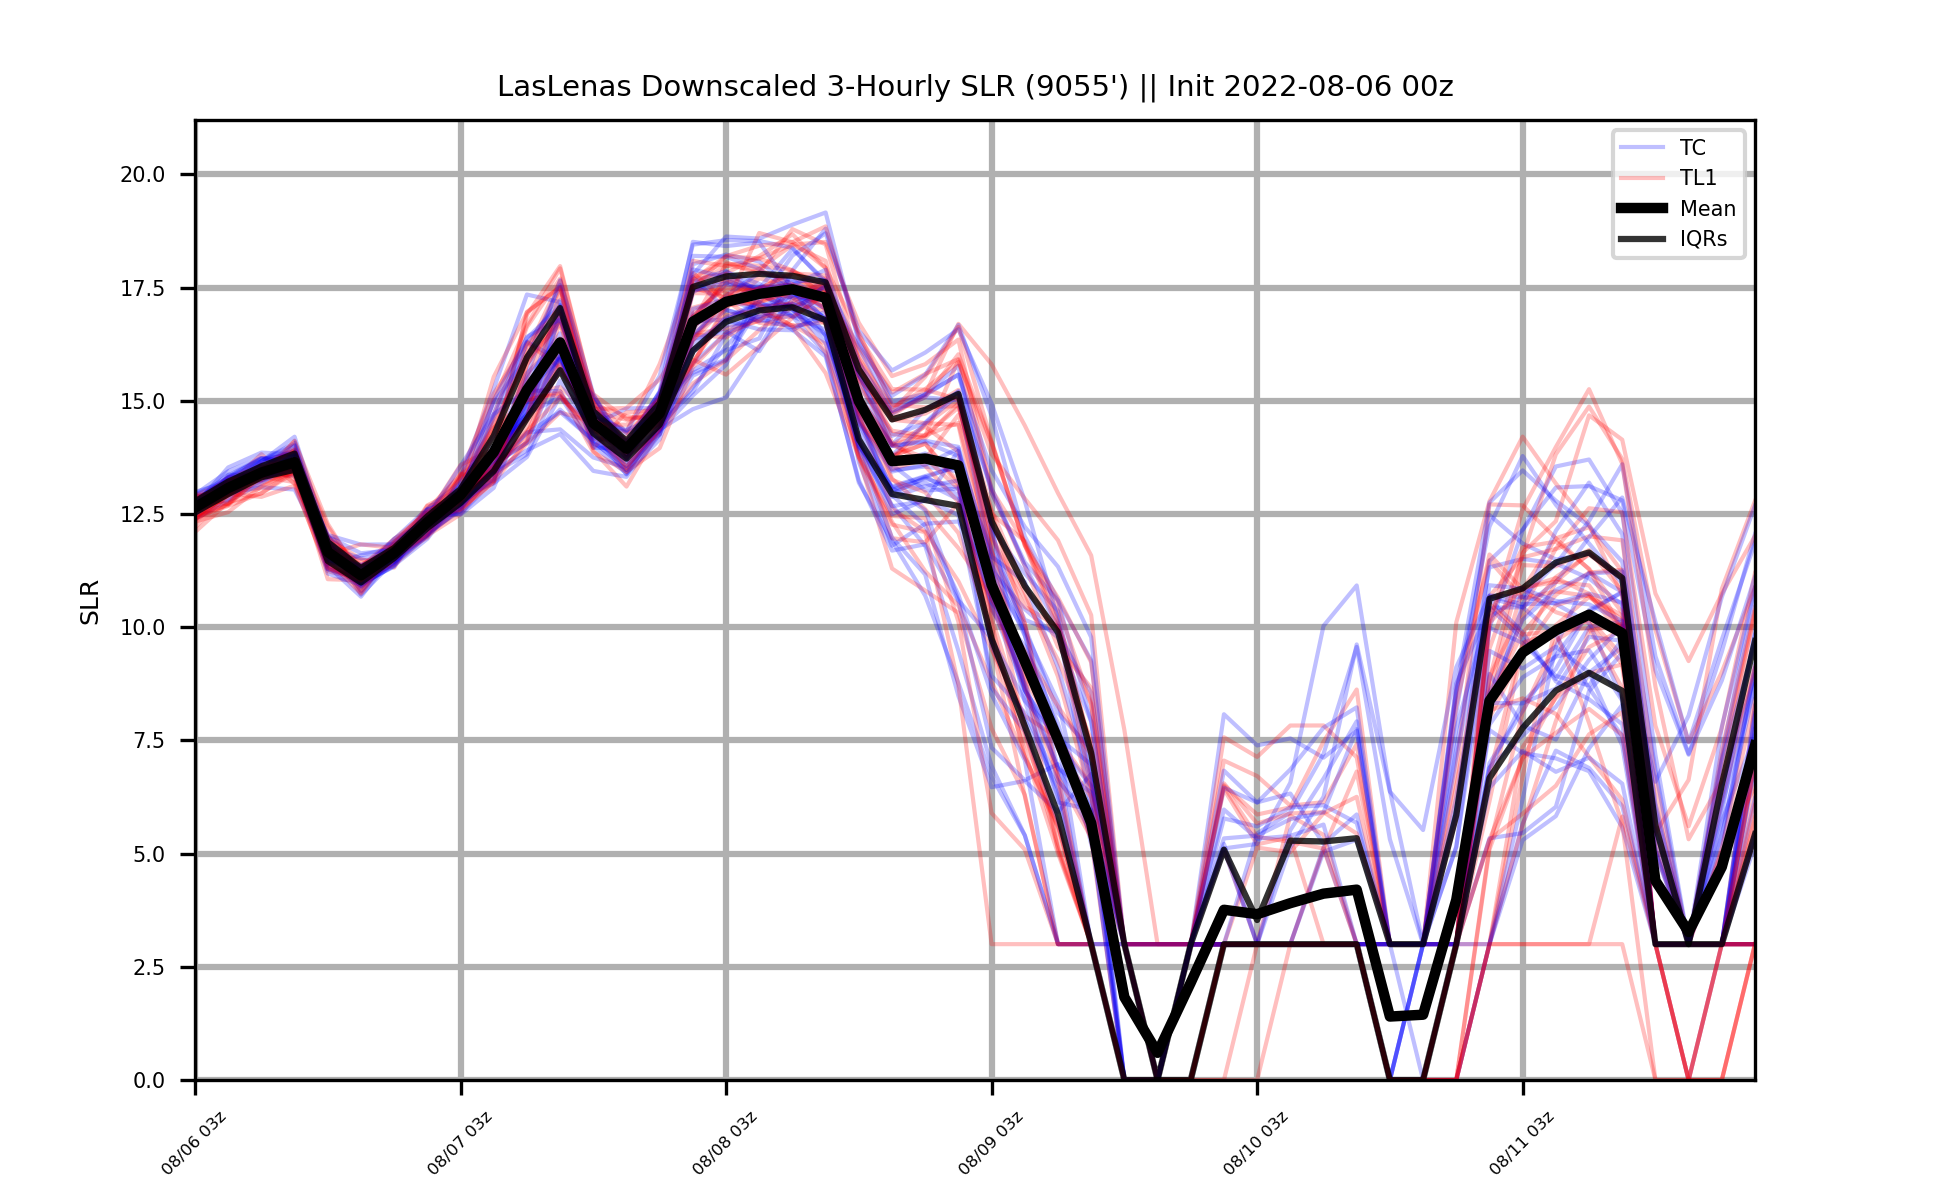 LasLenas Downscaled 3-Hourly SLR (9055') || Init 2022-08-06 00z
TC
TL1
Mean
IQRs
SLR
20.0
17.5
15.0
12.5
10.0
7.5
5.0
2.5
0.0
08/06 03z
08/07 03z
08/08 03z
08/09 03z
08/10 03z
08/11 03z